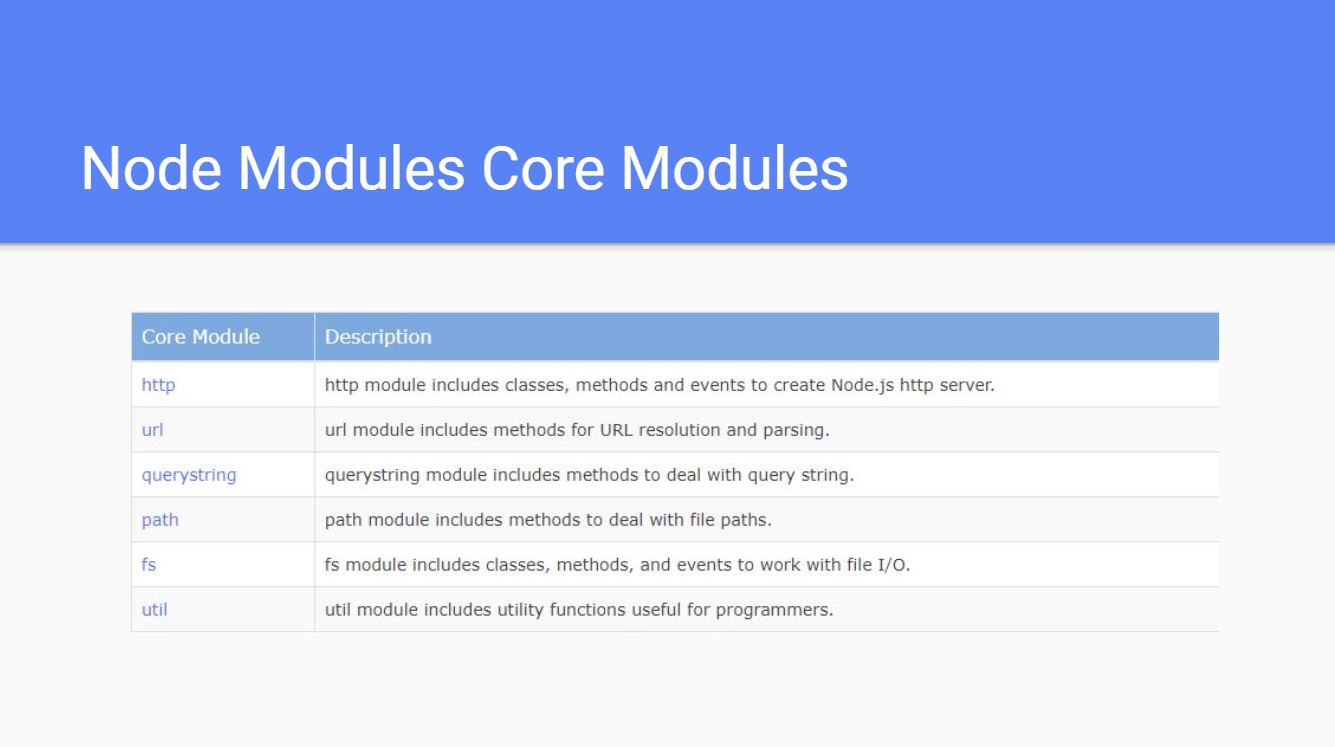 Node Modules Core Modules
Core Module Description
http http module includes classes, methods and events to create Node.js http server.
url url module includes methods for URL resolution and parsing.
querystring querystring module includes methods to deal with query string.
path path module includes methods to deal with file paths.
fs fs module includes classes, methods, and events to work with file I/O.
util util module includes utility functions useful for programmers.